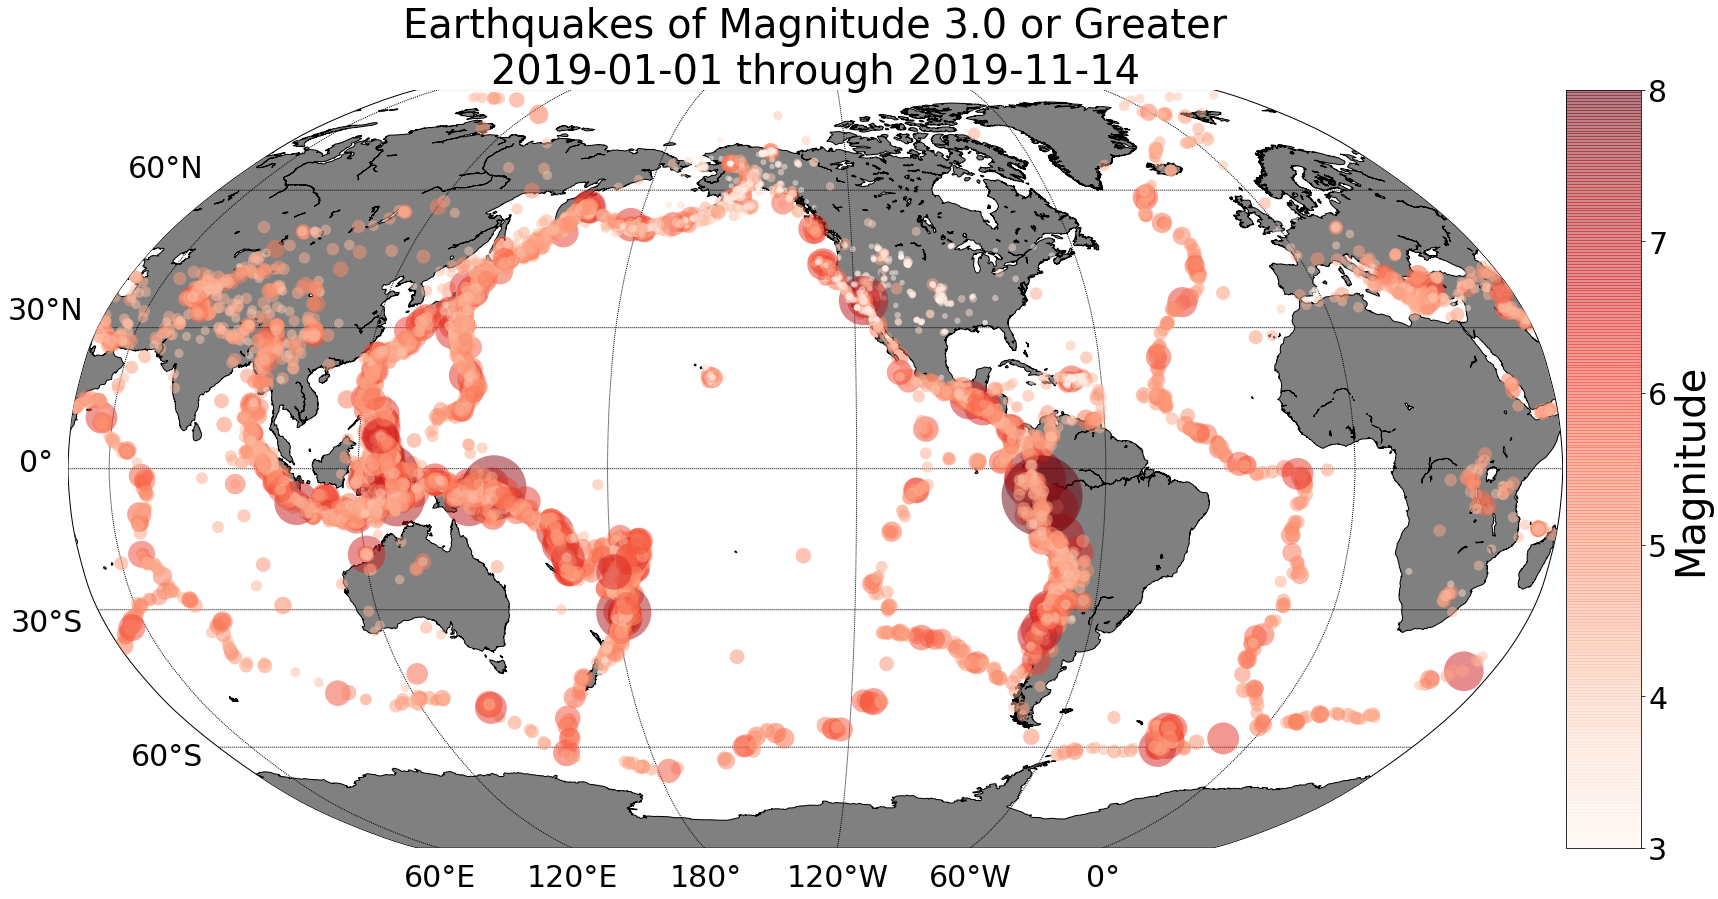 Earthquakes of Magnitude 3.0 or Greater
2019-01-01 through 2019-11-14
60°N
30°N
0°
30°S
60°S
60°E 120°E 180° 120°W 60°W 0°
8
7
6
5
4
3
Magnitude